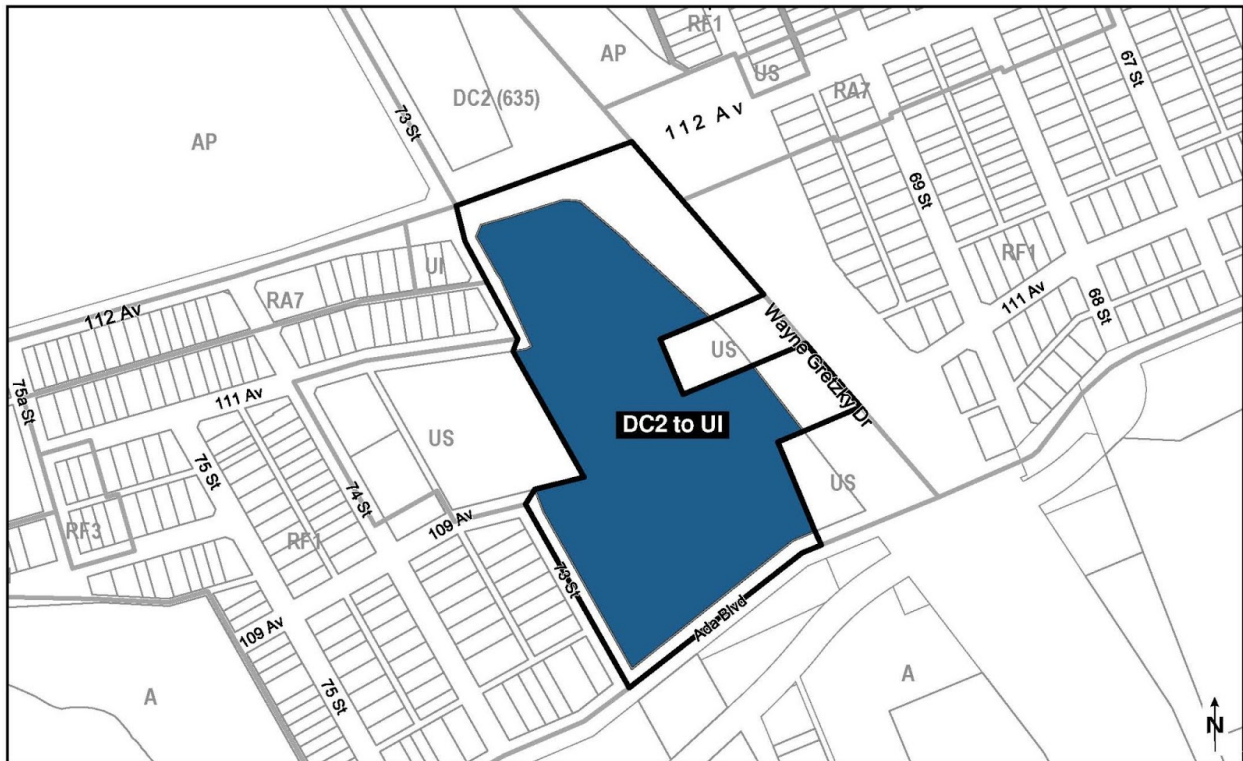 RF1
67 St
AP
US
DC2 (635)
RA7
73 St
112 Av
AP
69 St
UI
RF1
RA7
111 Av
68 St
112 Av
Wayne Gretzky Dr
US
75a St
111 Av
DC2 to UI
US
75 St
74 St
US
109 Av
RF3
RF1
73 St
109 Av
Ada Blvd
A
75 St
A
N